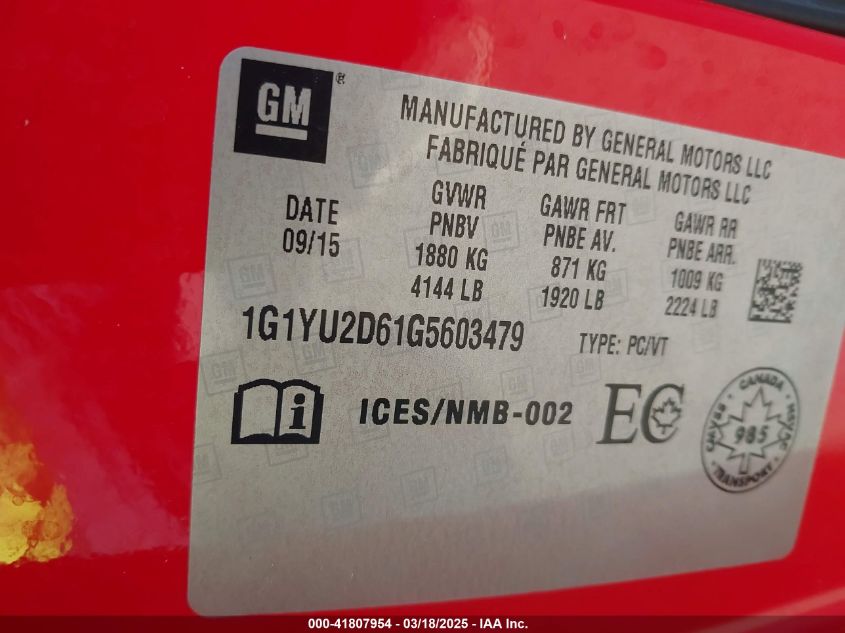 GM ®
MANUFACTURED BY GENERAL MOTORS LLC
FABRIQUÉ PAR GENERAL MOTORS LLC
DATE
09/15
GVWR
PNBV
1880 KG
4144 LB
GAWR FRT
PNBE AV.
871 KG
1920 LB
GAWR RR
PNBE ARR.
1009 KG
2224 LB
1G1YU2D61G5603479
TYPE: PC/VT
i
ICES/NMB-002
EC
CANADA
985
TRANSPORT
000-41807954 / 03/18/2025 - IAA Inc.